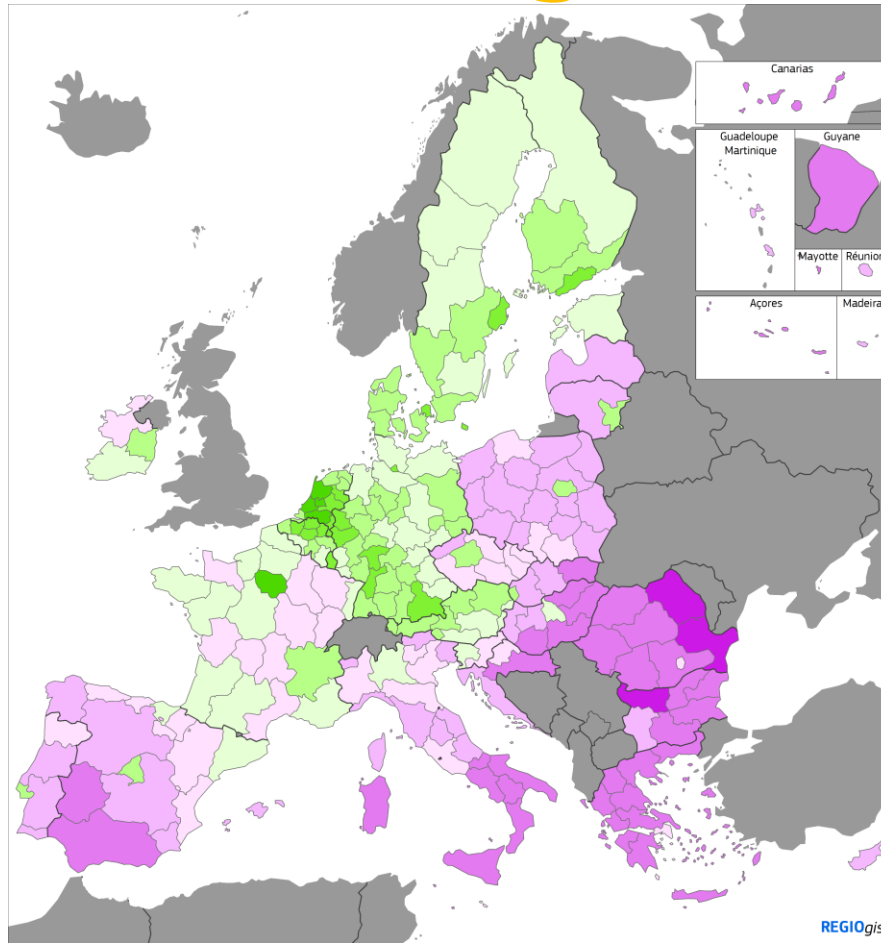 Canarias
Guadeloupe
Martinique
Guyane
Mayotte
Réunion
Açores
Madeira
REGIOgis